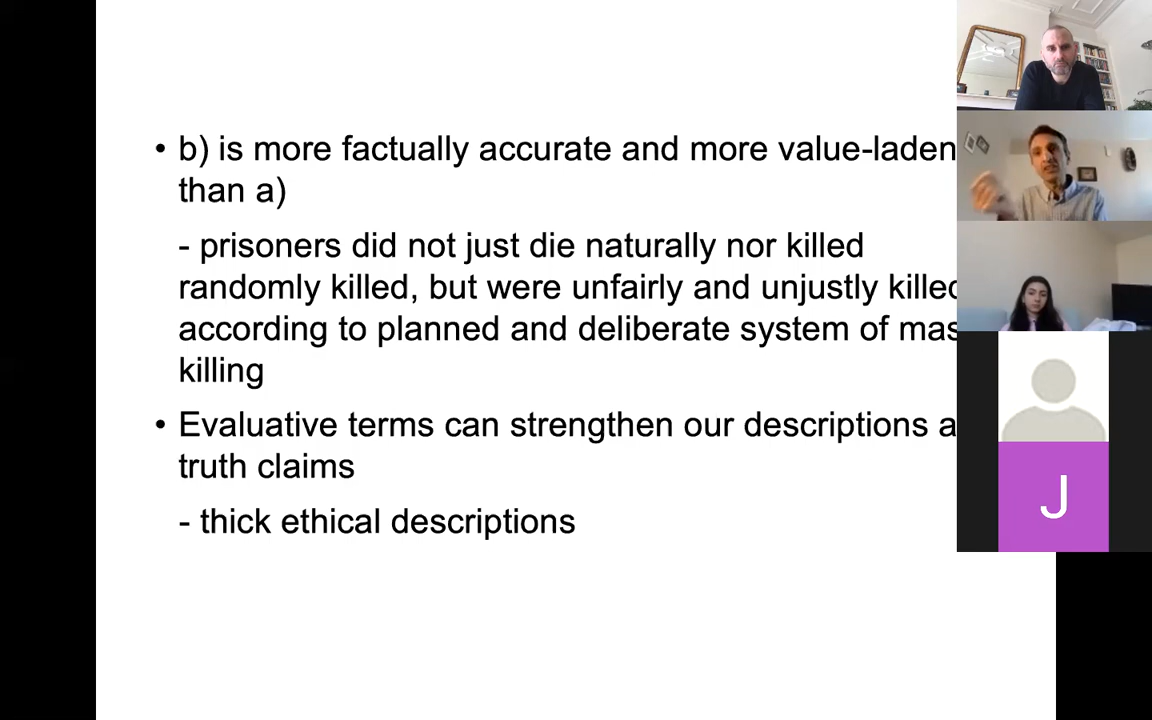 • b) is more factually accurate and more value-laden
than a)
- prisoners did not just die naturally nor killed
randomly killed, but were unfairly and unjustly killed
according to planned and deliberate system of
killing
• Evaluative terms can strengthen our descriptions
truth claims
- thick ethical descriptions
J